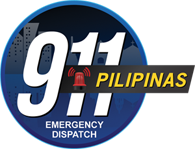 911
PILIPINAS
EMERGENCY
DISPATCH